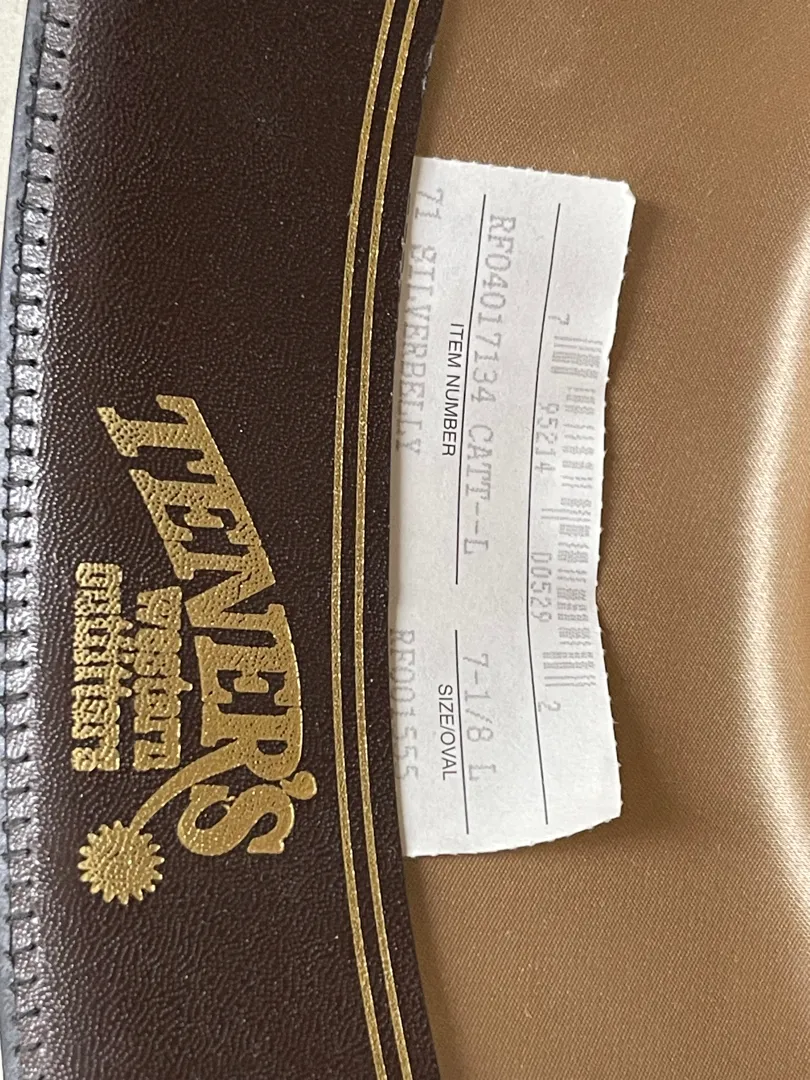 TENER'S
western
outfitters
7 95214 00529 2
RF04017134 CATT--L 7-1/8 L
ITEM NUMBER SIZE/OVAL
71 SILVERBELLY RF001555